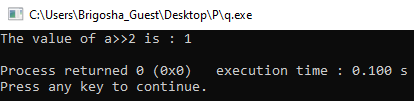 C:\Users\Brigosha_Guest\Desktop\P\q.exe
The value of a>>2 is : 1
Process returned 0 (0x0)   execution time : 0.100 s
Press any key to continue.